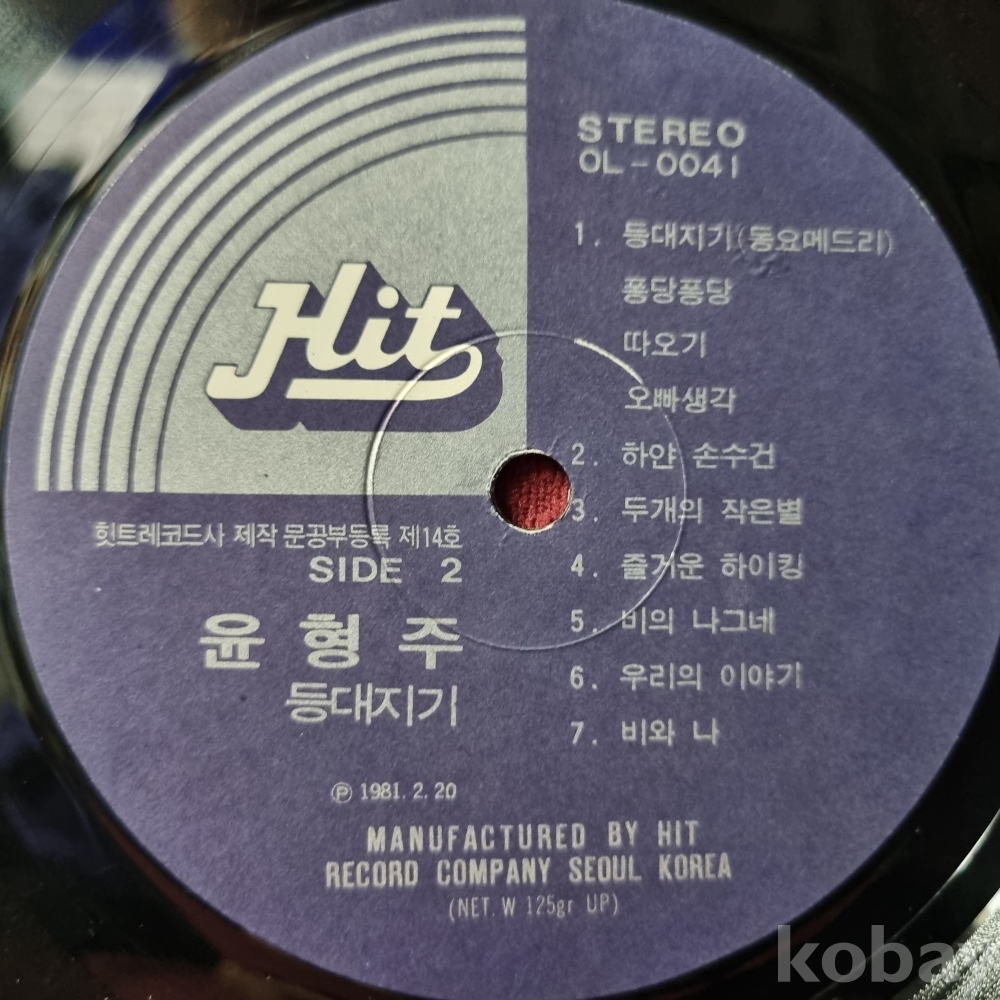 Hit
STEREO
OL-0041
1. 등대지기(동요메드리)
퐁당퐁당
따오기
오빠생각
2. 하얀 손수건
3. 두개의 작은별
4. 즐거운 하이킹
5. 비의 나그네
6. 우리의 이야기
7. 비와 나
힛트레코드사 제작 문공부등록 제14호
SIDE 2
윤형주
등대지기
Ⓟ 1981. 2. 20
MANUFACTURED BY HIT
RECORD COMPANY SEOUL KOREA
(NET. W 125gr UP)